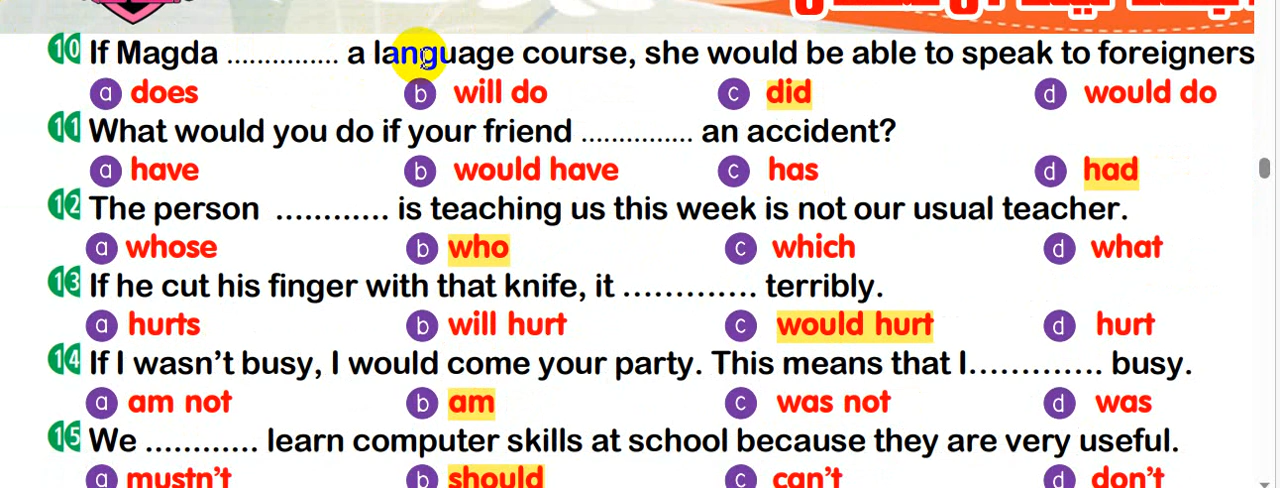 10 If Magda ............... a language course, she would be able to speak to foreigners
a does b will do c did d would do
11 What would you do if your friend ............... an accident?
a have b would have c has d had
12 The person ............ is teaching us this week is not our usual teacher.
a whose b who c which d what
13 If he cut his finger with that knife, it ............. terribly.
a hurts b will hurt c would hurt d hurt
14 If I wasn't busy, I would come your party. This means that I............. busy.
a am not b am c was not d was
15 We ............ learn computer skills at school because they are very useful.
a mustn't b should c can't d don't